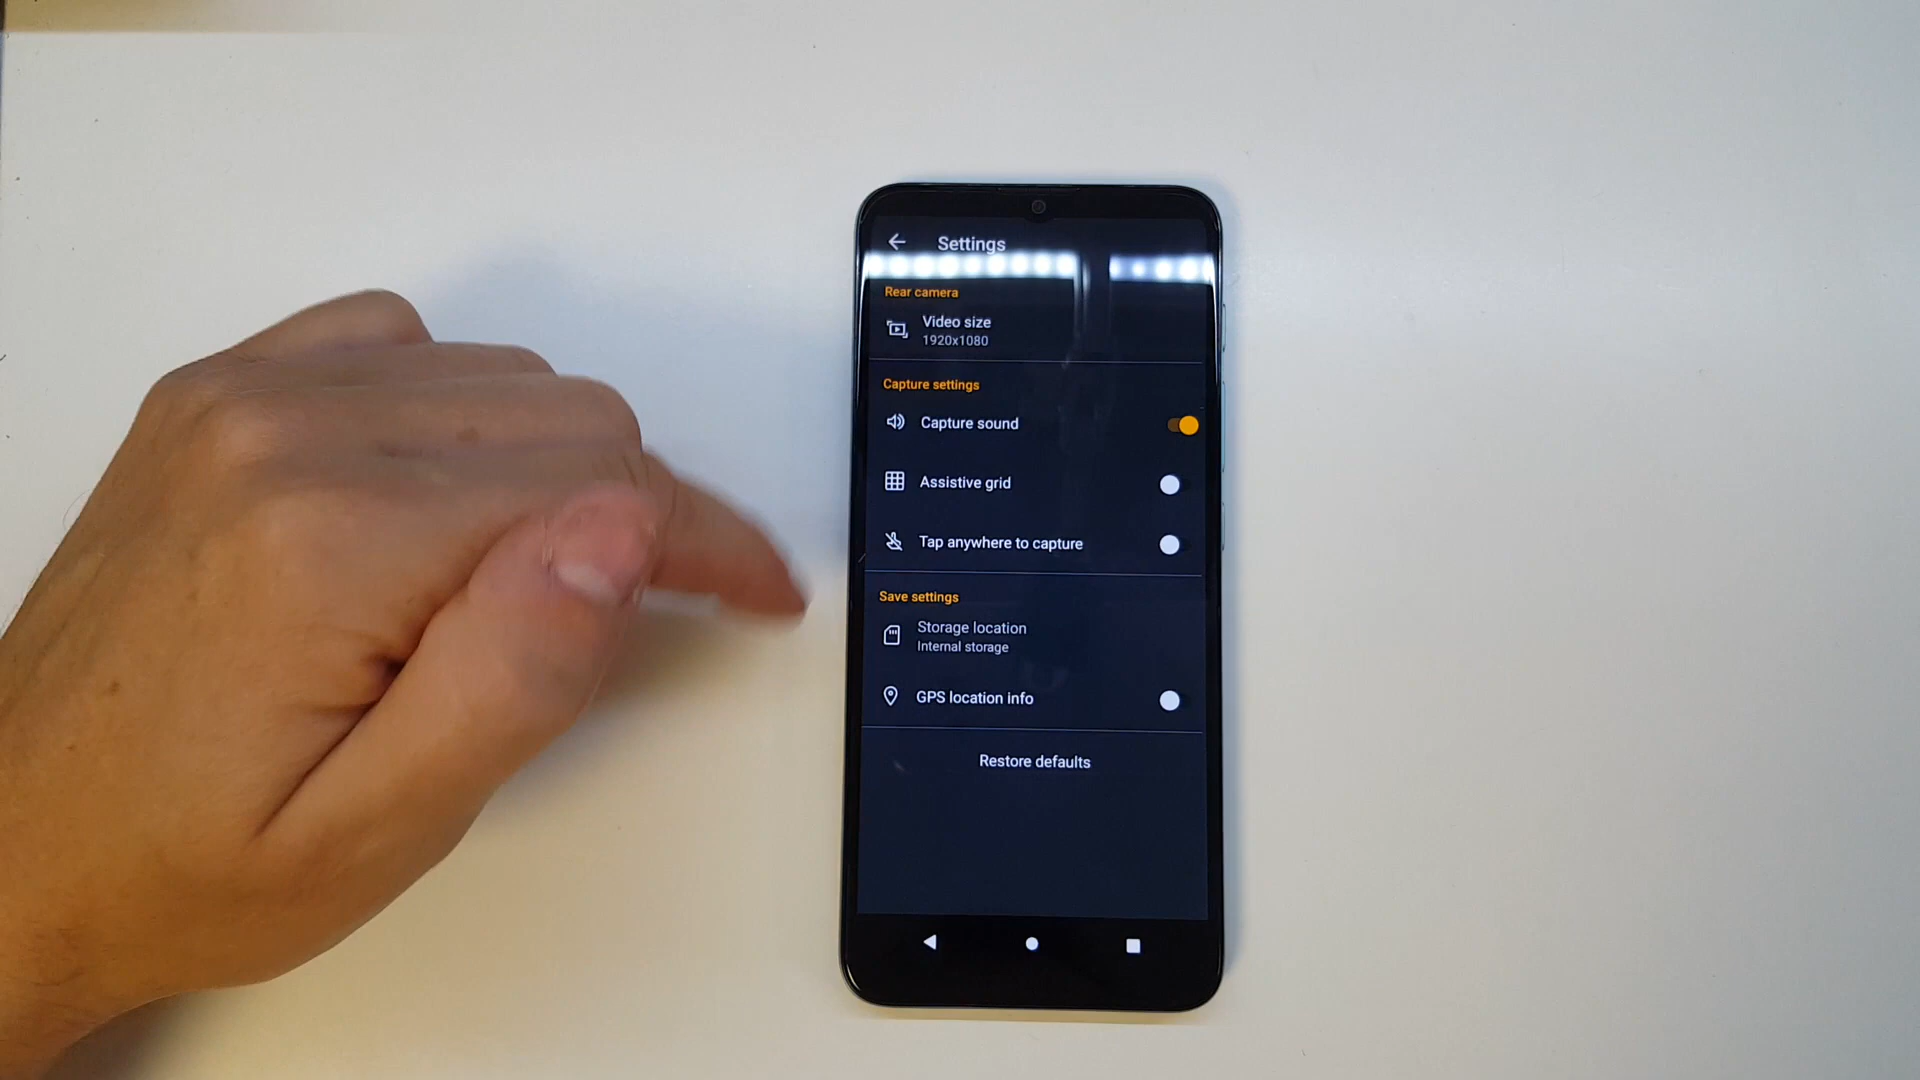 Settings
Rear camera
Video size
1920x1080
Capture settings
Capture sound
Assistive grid
Tap anywhere to capture
Save settings
Storage location
Internal storage
GPS location info
Restore defaults